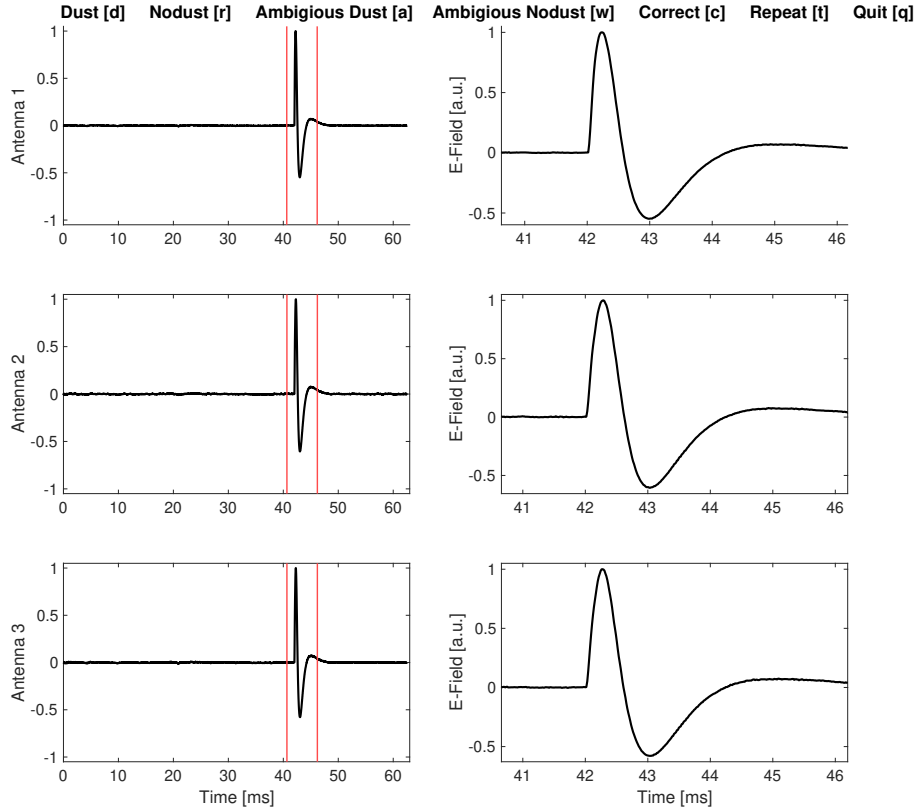 Dust [d] Nodust [r] Ambigious Dust [a] Ambigious Nodust [w] Correct [c] Repeat [t] Quit [q]
1
0.5
0
-0.5
-1
Antenna 1
0 10 20 30 40 50 60
1
0.5
0
-0.5
E-Field [a.u.]
41 42 43 44 45 46
1
0.5
0
-0.5
-1
Antenna 2
0 10 20 30 40 50 60
1
0.5
0
-0.5
E-Field [a.u.]
41 42 43 44 45 46
1
0.5
0
-0.5
-1
Antenna 3
0 10 20 30 40 50 60
Time [ms]
1
0.5
0
-0.5
E-Field [a.u.]
41 42 43 44 45 46
Time [ms]